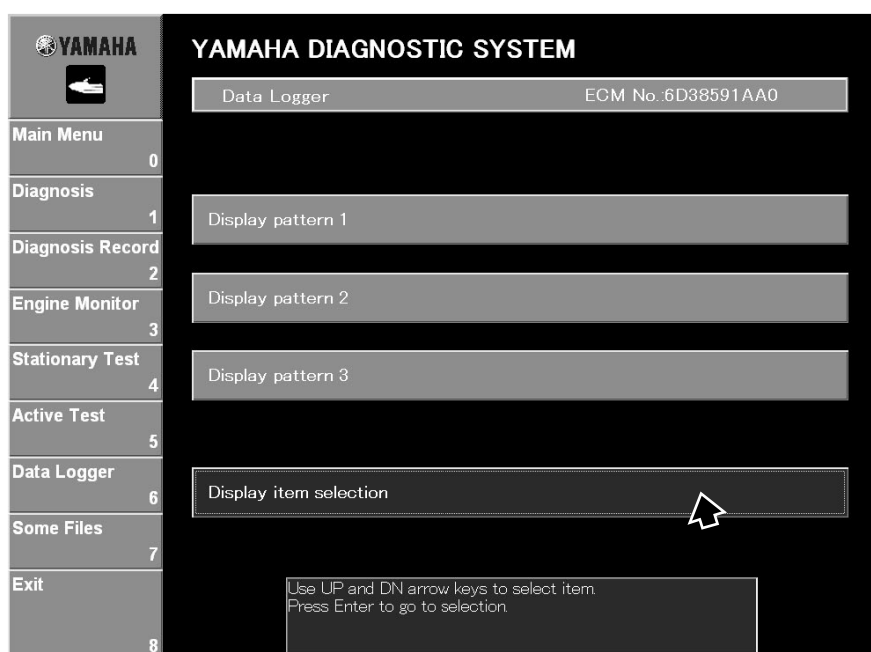 YAMAHA
YAMAHA DIAGNOSTIC SYSTEM
Data Logger ECM No.:6D38591AA0
Main Menu
0
Diagnosis
1
Diagnosis Record
2
Engine Monitor
3
Stationary Test
4
Active Test
5
Data Logger
6
Some Files
7
Exit
8
Display pattern 1
Display pattern 2
Display pattern 3
Display item selection
Use UP and DN arrow keys to select item.
Press Enter to go to selection.